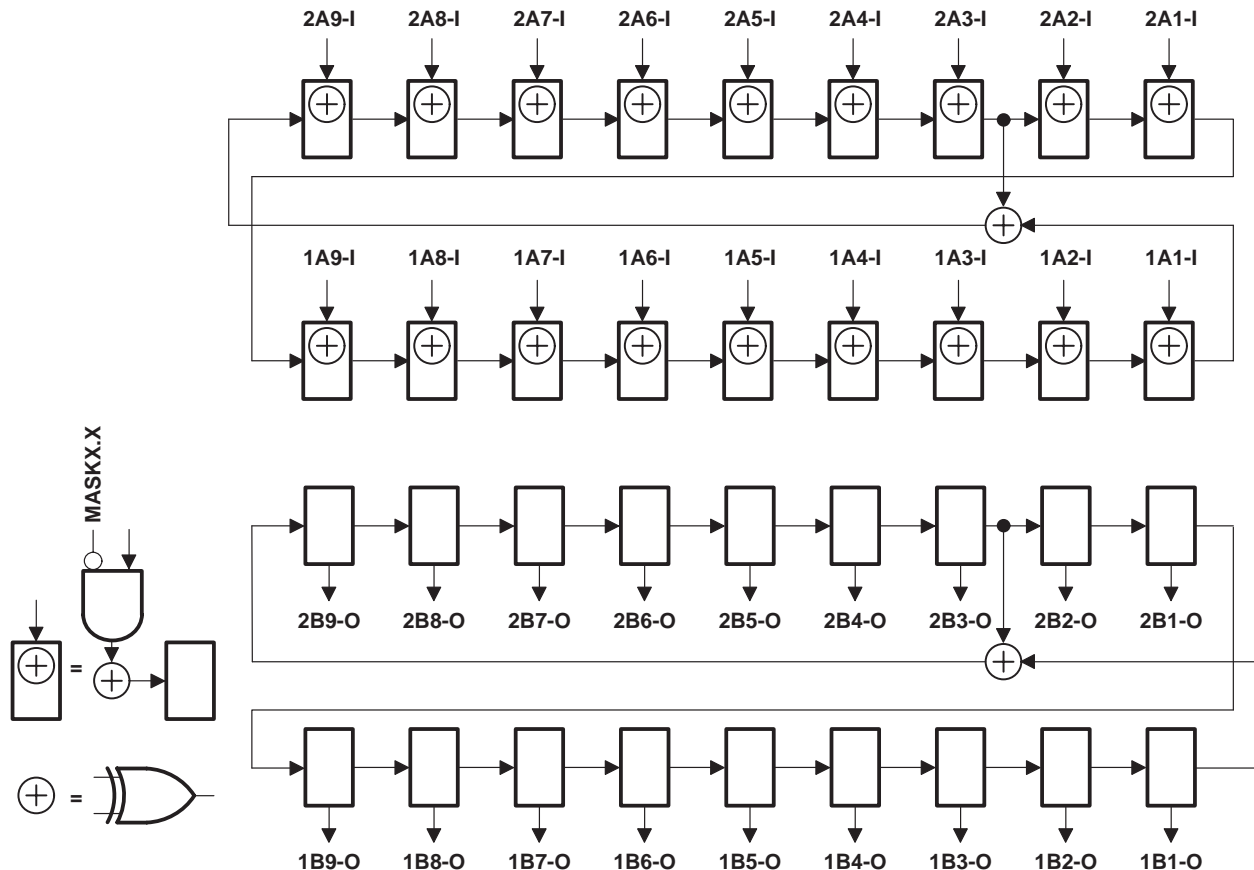 2A9-I 2A8-I 2A7-I 2A6-I 2A5-I 2A4-I 2A3-I 2A2-I 2A1-I
1A9-I 1A8-I 1A7-I 1A6-I 1A5-I 1A4-I 1A3-I 1A2-I 1A1-I
MASKX.X
2B9-O 2B8-O 2B7-O 2B6-O 2B5-O 2B4-O 2B3-O 2B2-O 2B1-O
=
=
1B9-O 1B8-O 1B7-O 1B6-O 1B5-O 1B4-O 1B3-O 1B2-O 1B1-O